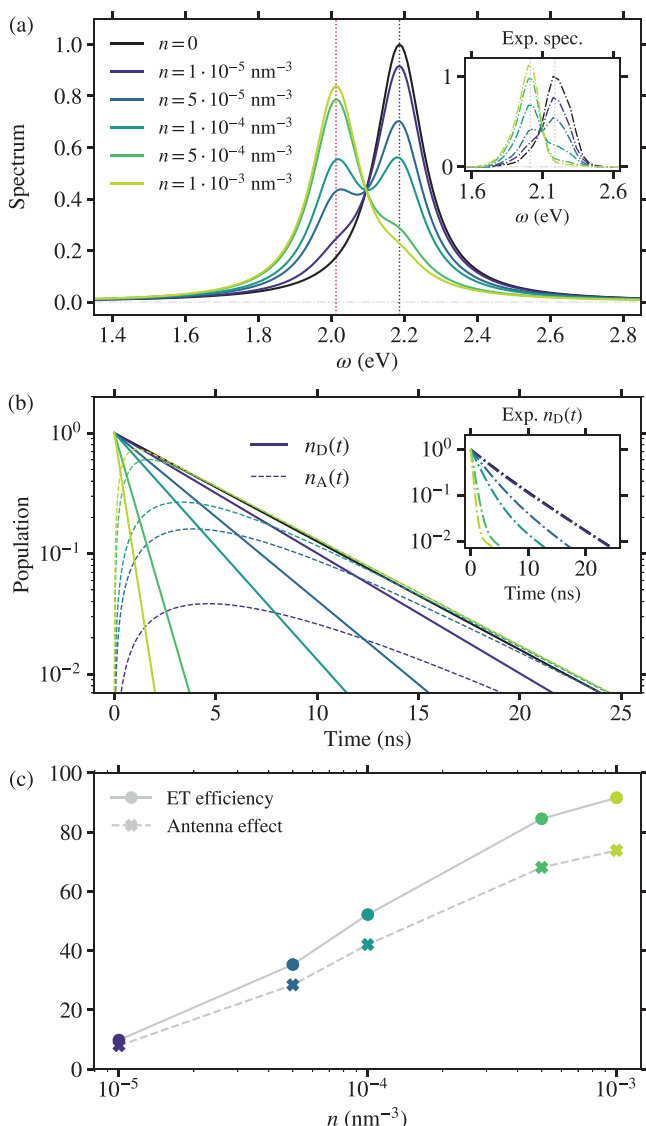 (a)
Spectrum
1.0
0.8
0.6
0.4
0.2
0.0
n = 0
n = 1 · 10⁻⁵ nm⁻³
n = 5 · 10⁻⁵ nm⁻³
n = 1 · 10⁻⁴ nm⁻³
n = 5 · 10⁻⁴ nm⁻³
n = 1 · 10⁻³ nm⁻³
Exp. spec.
1
0
1.6 2.1 2.6
ω (eV)
1.4 1.6 1.8 2.0 2.2 2.4 2.6 2.8
ω (eV)
(b)
Population
10⁰
10⁻¹
10⁻²
n_D(t)
n_A(t)
Exp. n_D(t)
10⁰
10⁻¹
10⁻²
0 10 20
Time (ns)
0 5 10 15 20 25
Time (ns)
(c)
100
80
60
40
20
0
ET efficiency
Antenna effect
10⁻⁵ 10⁻⁴ 10⁻³
n (nm⁻³)